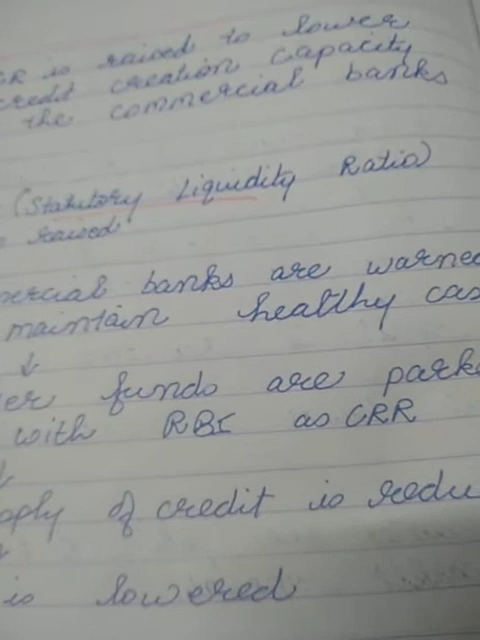 is raised to lower
credit creation capacity
the commercial banks
(Statutory Liquidity Ratio)
raised
banks are warned
maintain healthy
↓
funds are
with RBI as CRR
of credit is
is lowered